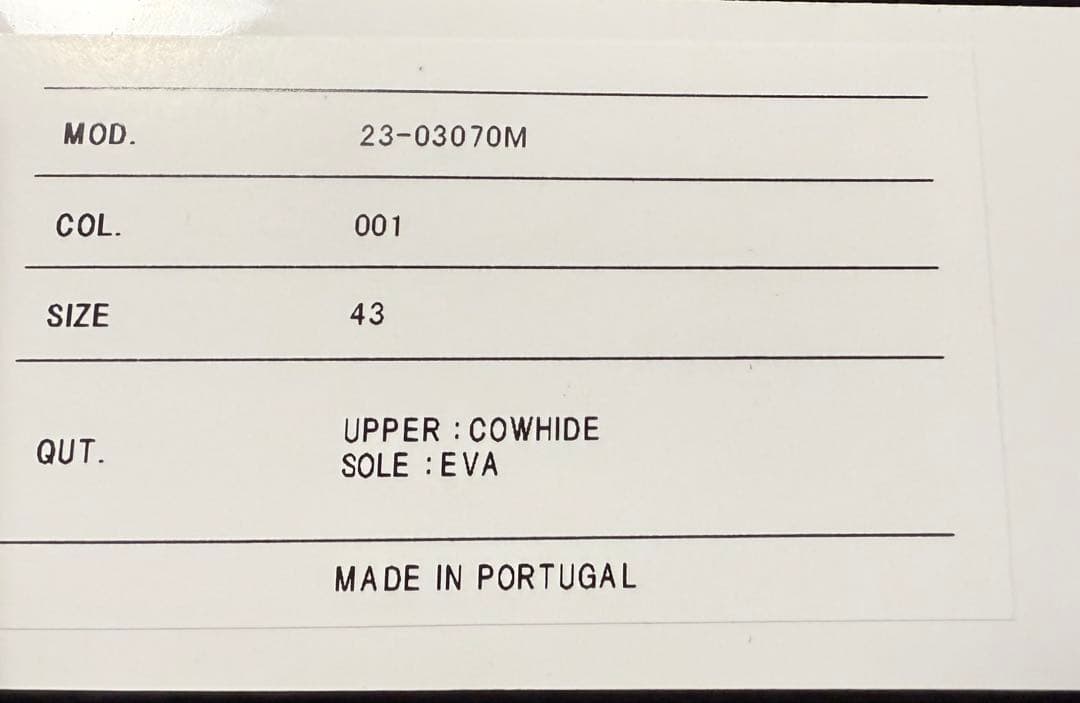 MOD. 23-03070M
COL. 001
SIZE 43
QUT. UPPER : COWHIDE
SOLE : EVA
MADE IN PORTUGAL